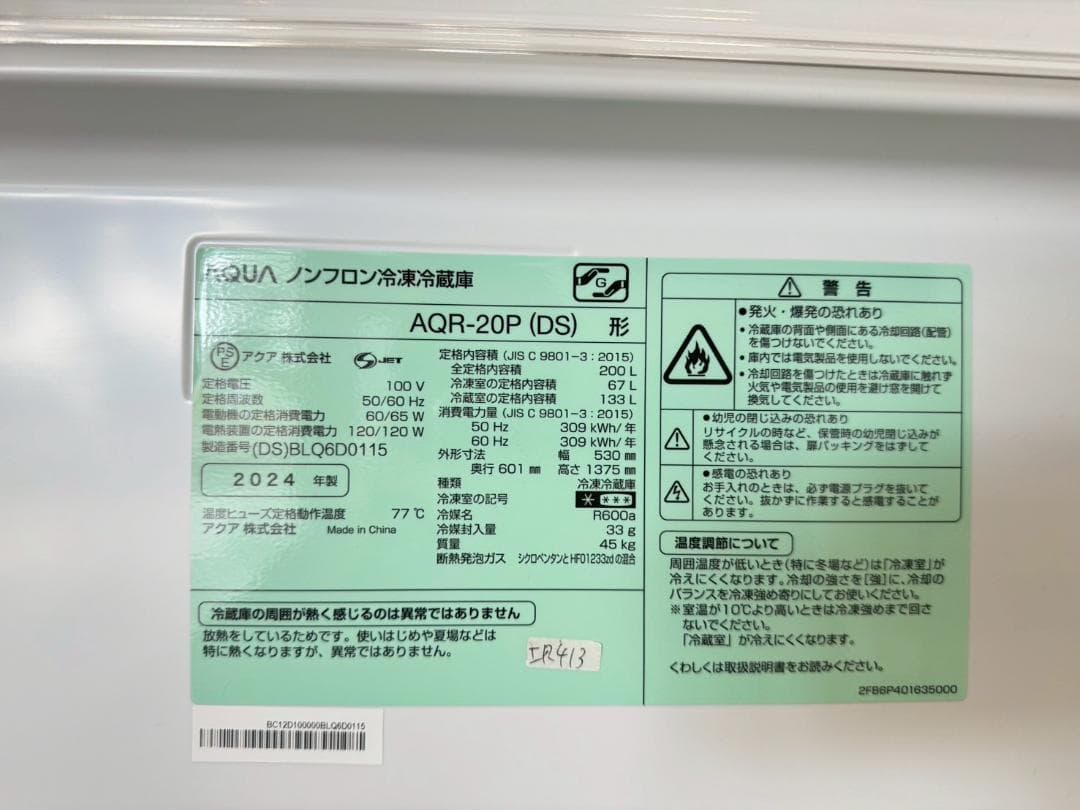 AQUA ノンフロン冷凍冷蔵庫
G
AQR-20P (DS) 形
PS
E
アクア 株式会社
S JET
定格電圧 100 V
定格周波数 50/60 Hz
電動機の定格消費電力 60/65 W
電熱装置の定格消費電力 120/120 W
製造番号(DS)BLQ6D0115
2024 年製
温度ヒューズ定格動作温度 77℃
アクア 株式会社 Made in China
定格内容積 (JIS C 9801-3:2015)
全定格内容積 200 L
冷凍室の定格内容積 67 L
冷蔵室の定格内容積 133 L
消費電力量 (JIS C 9801-3:2015)
50 Hz 309 kWh/年
60 Hz 309 kWh/年
外形寸法 幅 530 mm
奥行 601 mm 高さ 1375 mm
種類 冷凍冷蔵庫
冷凍室の記号 * ***
冷媒名 R600a
冷媒封入量 33 g
質量 45 kg
断熱発泡ガス シクロペンタンとHFO1233zdの混合
冷蔵庫の周囲が熱く感じるのは異常ではありません
放熱をしているためです。使いはじめや夏場などは
特に熱くなりますが、異常ではありません。
エR413
警告
●発火・爆発の恐れあり
・冷蔵庫の背面や側面にある冷却回路(配管)
を傷つけないでください。
・庫内では電気製品を使用しないでください。
・冷却回路を傷つけたときは冷蔵庫に触れず
火気や電気製品の使用を避け窓を開けて
換気してください。
●幼児の閉じ込みの恐れあり
リサイクルの時など、保管時の幼児閉じ込みが
懸念される場合は、扉パッキングをはずして
ください。
●感電の恐れあり
お手入れのときは、必ず電源プラグを抜いて
ください。抜かずに作業すると感電することが
あります。
温度調節について
周囲温度が低いとき(特に冬場など)は「冷凍室」が
冷えにくくなります。冷却の強さを[強]に、冷却の
バランスを冷凍強め寄りにしてお使いください。
※室温が10℃より高いときは冷凍強めまで回さ
ないでください。
「冷蔵室」が冷えにくくなります。
くわしくは取扱説明書をお読みください。
2FB6P401635000
BC12D100000BLQ6D0115